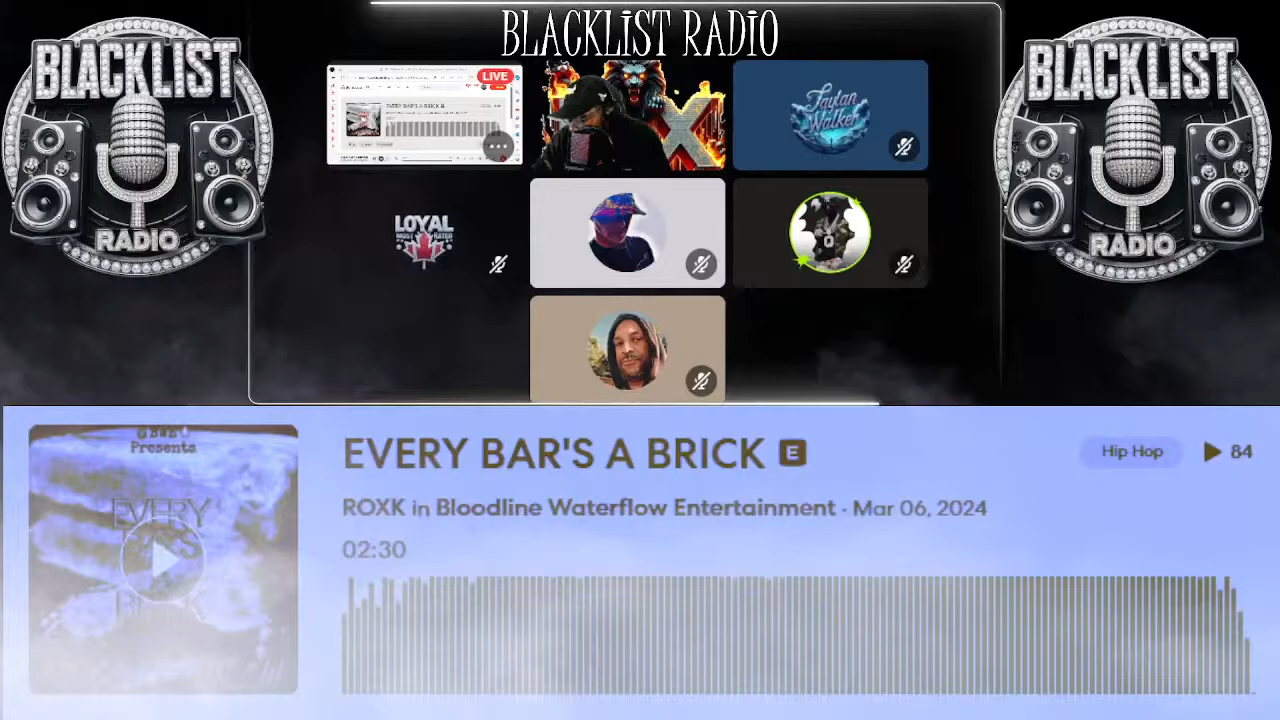 BLACKLIST RADIO
BLACKLIST
RADIO
LIVE
EVERY BAR'S A BRICK
X
Taylan
Walker
BLACKLIST
RADIO
LOYAL
Presents
EVERY
EVERY BAR'S A BRICK E
Hip Hop
84
ROXK in Bloodline Waterflow Entertainment · Mar 06, 2024
02:30